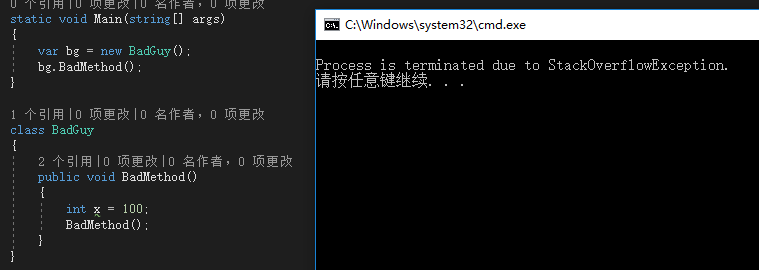 0 个引用|0 项更改|0 名作者，0 项更改
static void Main(string[] args)
{
    var bg = new BadGuy();
    bg.BadMethod();
}
1 个引用|0 项更改|0 名作者，0 项更改
class BadGuy
{
    2 个引用|0 项更改|0 名作者，0 项更改
    public void BadMethod()
    {
        int x = 100;
        BadMethod();
    }
}
C:\Windows\system32\cmd.exe
Process is terminated due to StackOverflowException.
请按任意键继续. . .